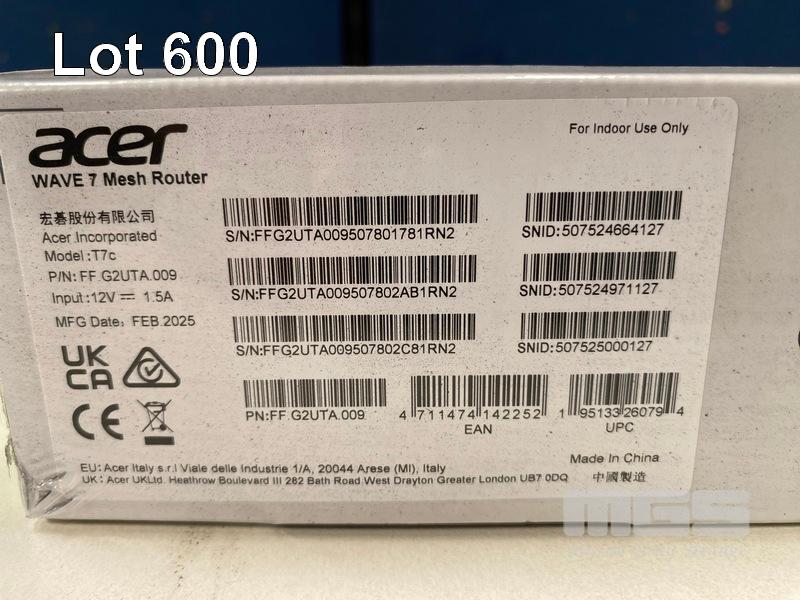 Lot 600
acer
WAVE 7 Mesh Router
For Indoor Use Only
宏碁股份有限公司
Acer Incorporated
Model :T7c
P/N: FF.G2UTA.009
Input :12V ⎓ 1.5A
MFG Date: FEB.2025
S/N:FFG2UTA009507801781RN2
SNID:507524664127
S/N:FFG2UTA009507802AB1RN2
SNID:507524971127
S/N:FFG2UTA009507802C81RN2
SNID:507525000127
UK
CA
CE
PN:FF.G2UTA.009
4 711474 142252
EAN
1 95133 26079 4
UPC
Made In China
中國製造
EU: Acer Italy s.r.l Viale delle Industrie 1/A, 20044 Arese (MI), Italy
UK : Acer UKLtd. Heathrow Boulevard III 282 Bath Road West Drayton Greater London UB7 0DQ
MGS